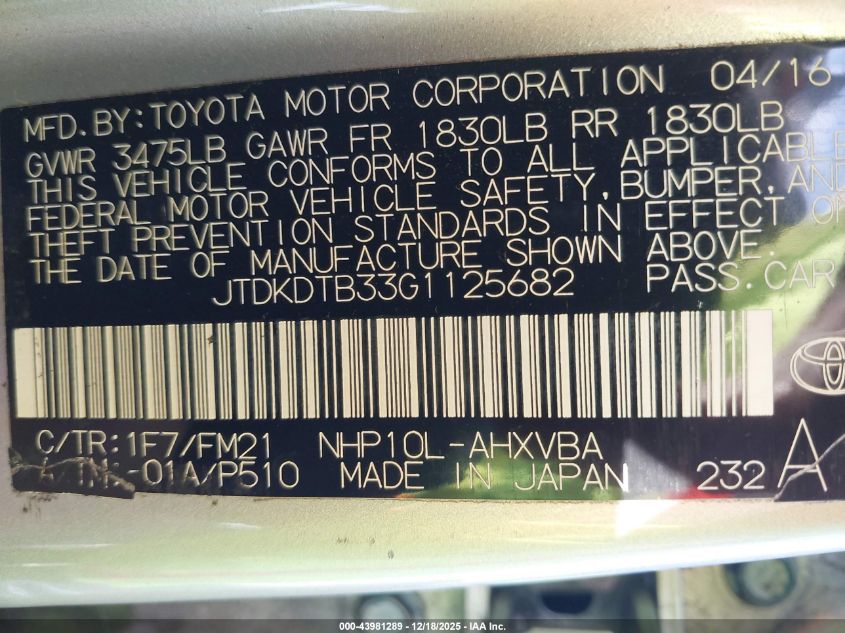 MFD. BY: TOYOTA MOTOR CORPORATION 04/16
GVWR 3475LB GAWR FR 1830LB RR 1830LB
THIS VEHICLE CONFORMS TO ALL APPLICABLE
FEDERAL MOTOR VEHICLE SAFETY, BUMPER, AND
THEFT PREVENTION STANDARDS IN EFFECT ON
THE DATE OF MANUFACTURE SHOWN ABOVE.
JTDKDTB33G1125682 PASS. CAR
C/TR: 1F7/FM21 NHP10L-AHXVBA A
A/TM: -01A/P510 MADE IN JAPAN 232
000-43981289 - 12/18/2025 - IAA Inc.